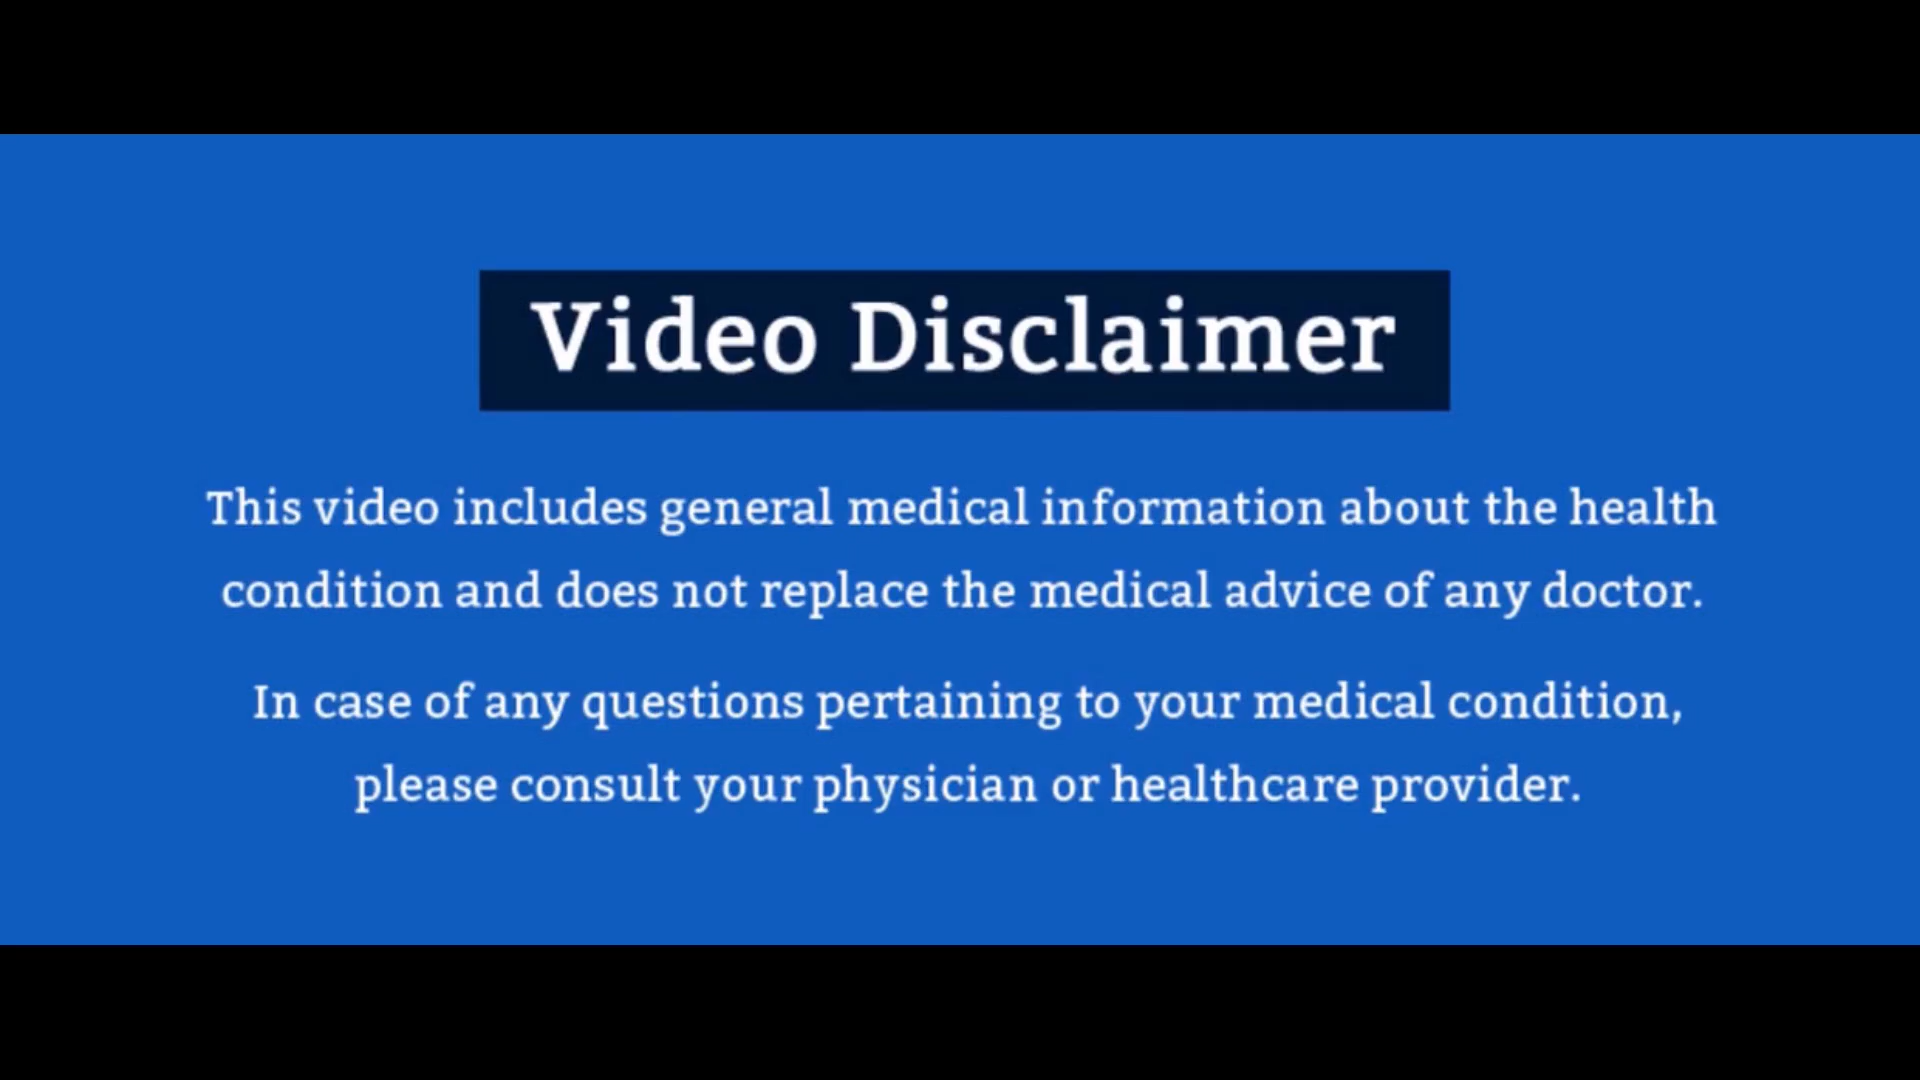 Video Disclaimer
This video includes general medical information about the health
condition and does not replace the medical advice of any doctor.
In case of any questions pertaining to your medical condition,
please consult your physician or healthcare provider.